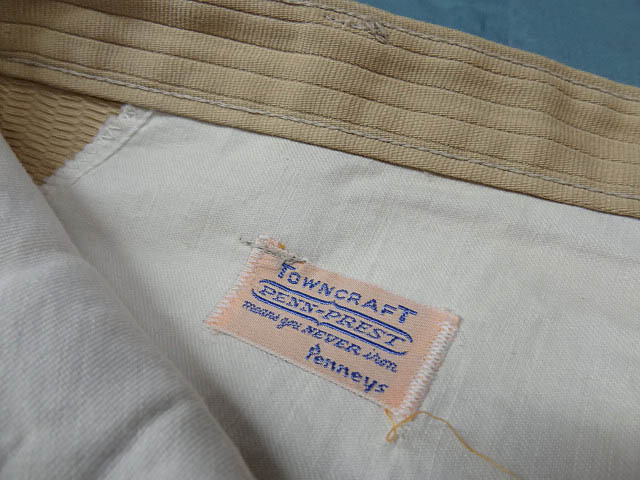 TOWNCRAFT
PENN-PREST
means you NEVER iron
Penneys